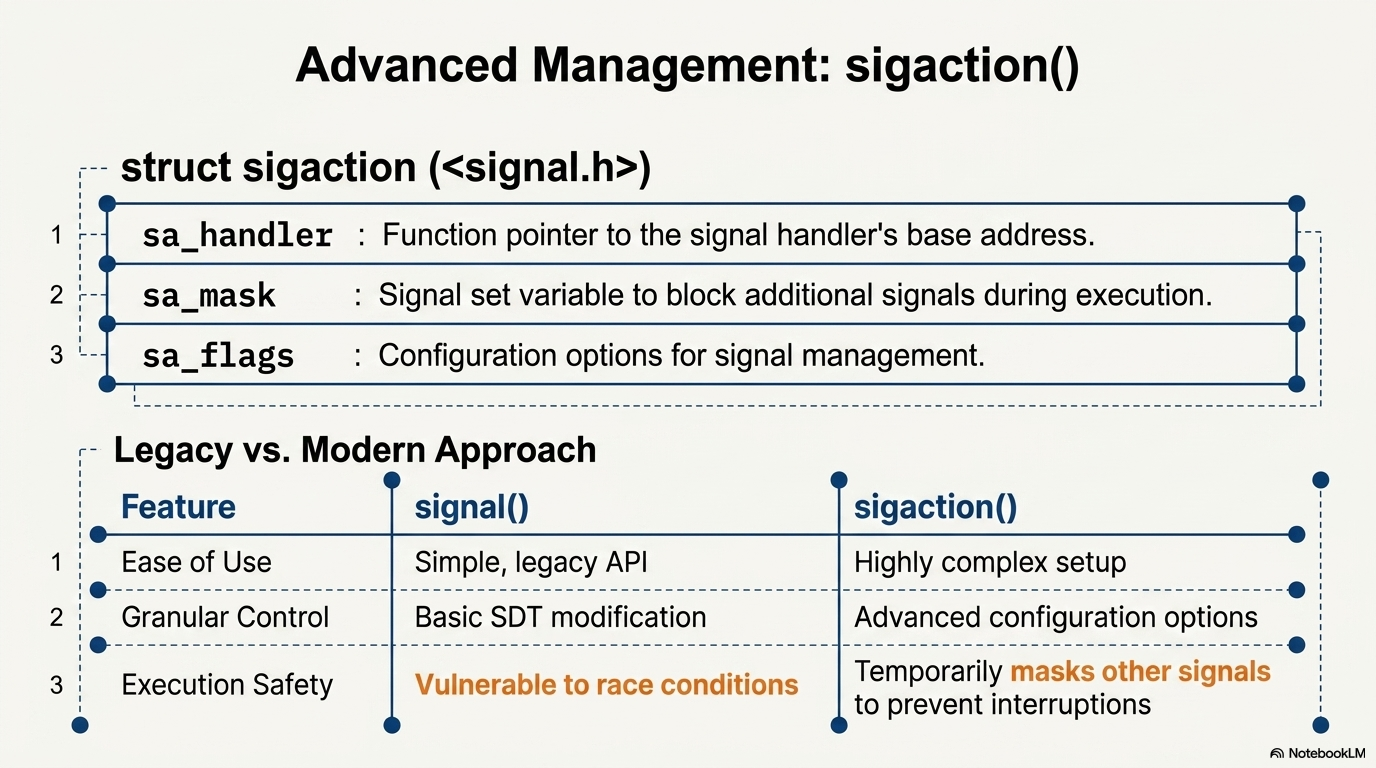 Advanced Management: sigaction()
struct sigaction (<signal.h>)
1 sa_handler : Function pointer to the signal handler's base address.
2 sa_mask : Signal set variable to block additional signals during execution.
3 sa_flags : Configuration options for signal management.
Legacy vs. Modern Approach
Feature signal() sigaction()
1 Ease of Use Simple, legacy API Highly complex setup
2 Granular Control Basic SDT modification Advanced configuration options
3 Execution Safety Vulnerable to race conditions Temporarily masks other signals
to prevent interruptions
NotebookLM